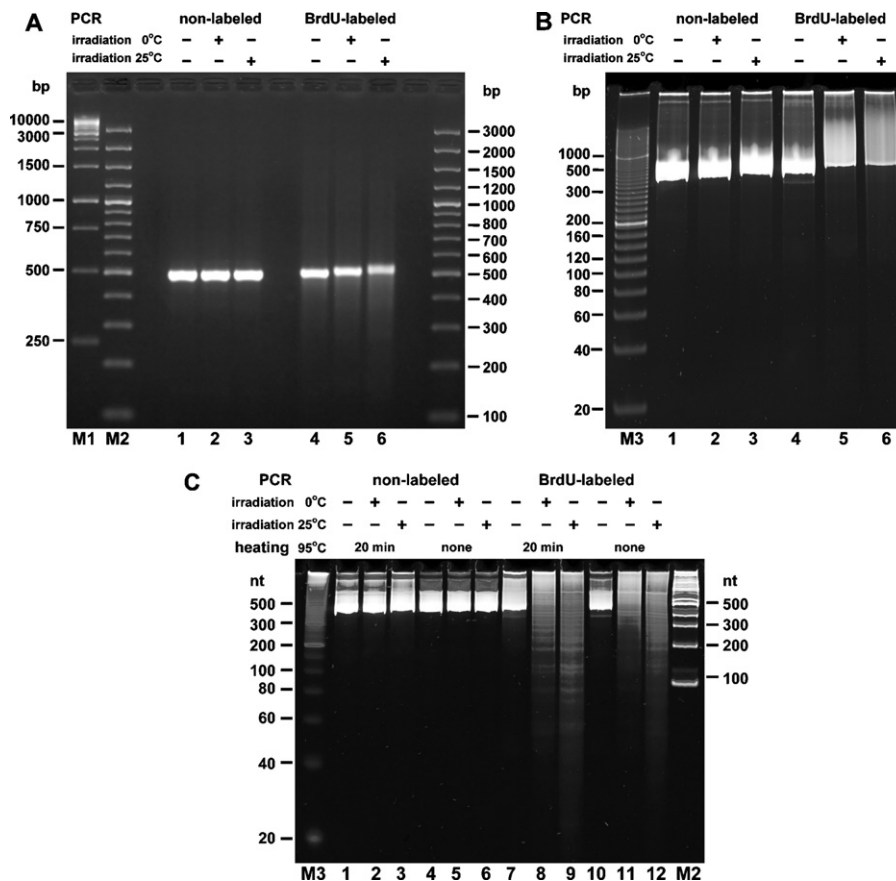 A
PCR non-labeled BrdU-labeled
irradiation 0°C – + – – + –
irradiation 25°C – – + – – +
bp bp
10000 3000
3000 2000
1500 1500
1200
1000 1000
750 800
700
600
500 500
400
300
250
200
100
M1 M2 1 2 3 4 5 6
B
PCR non-labeled BrdU-labeled
irradiation 0°C – + – – + –
irradiation 25°C – – + – – +
bp
1000
500
300
200
160
120
100
80
60
40
20
M3 1 2 3 4 5 6
C
PCR non-labeled BrdU-labeled
irradiation 0°C – + – – + – – + – – + –
irradiation 25°C – – + – – + – – + – – +
heating 95°C 20 min none 20 min none
nt nt
500 500
300 300
200 200
100 100
80
60
40
20
M3 1 2 3 4 5 6 7 8 9 10 11 12 M2